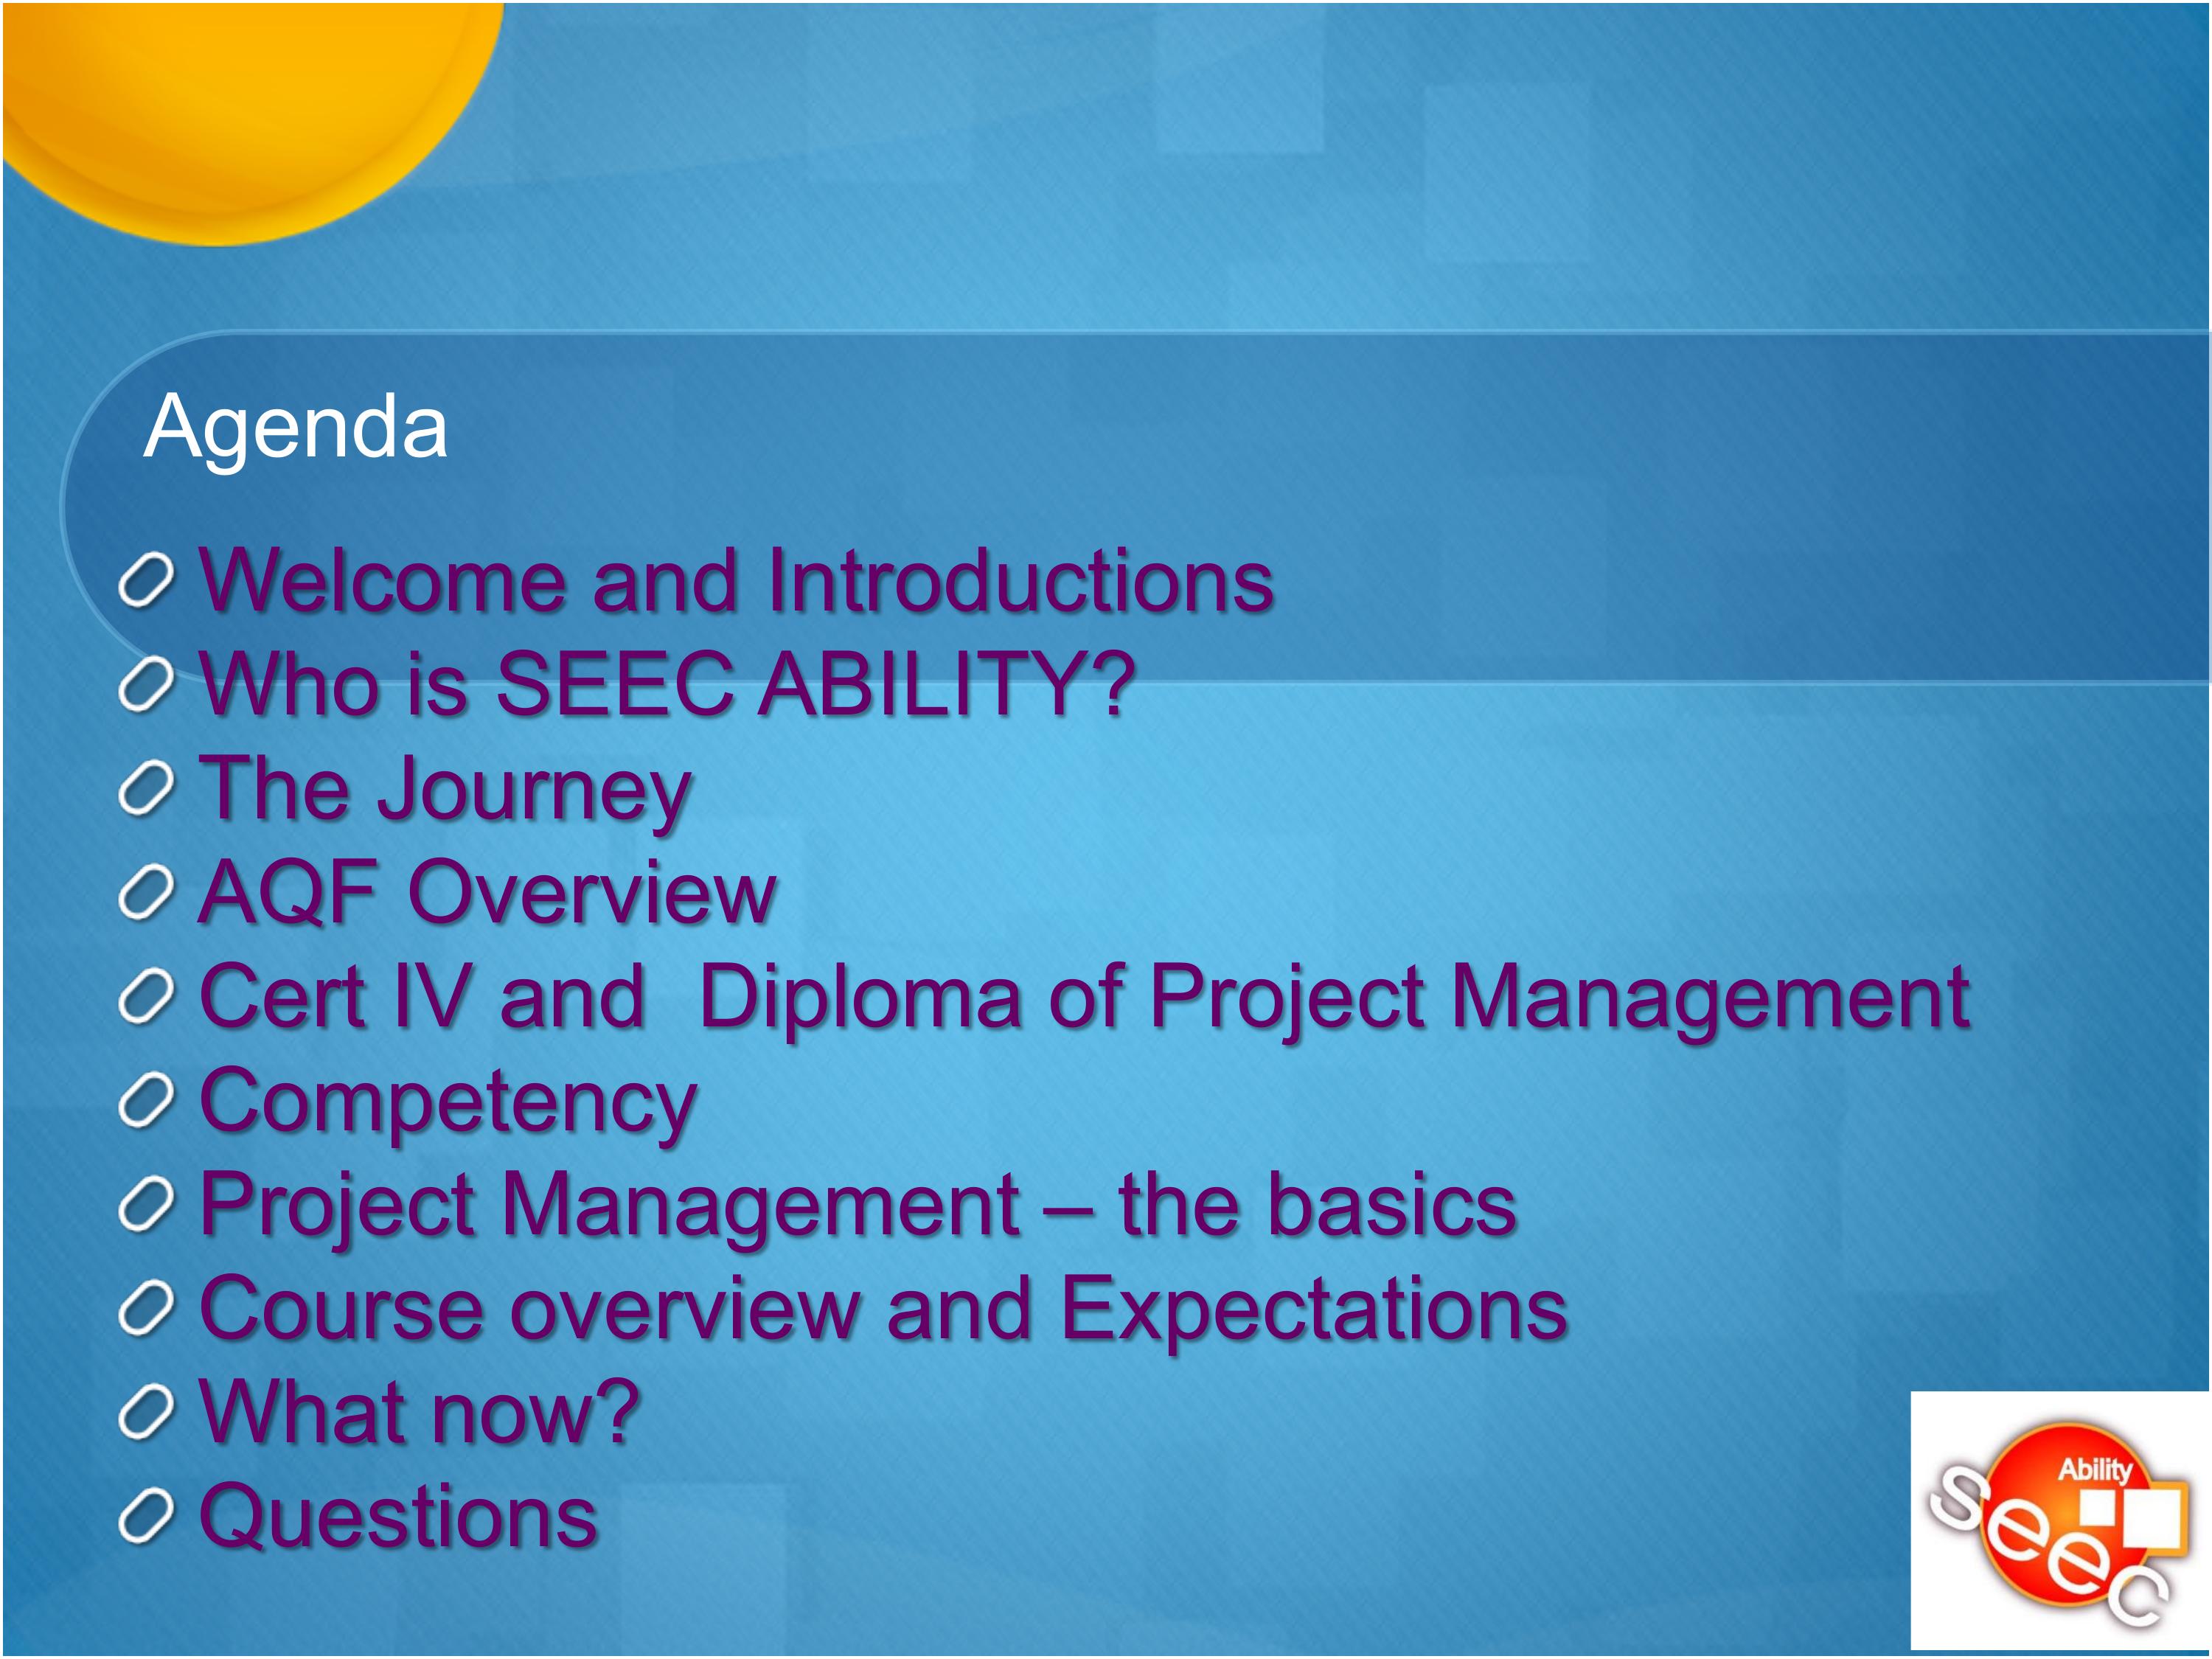 Agenda
Welcome and Introductions
Who is SEEC ABILITY?
The Journey
AQF Overview
Cert IV and  Diploma of Project Management
Competency
Project Management – the basics
Course overview and Expectations
What now?
Questions
Ability
seec